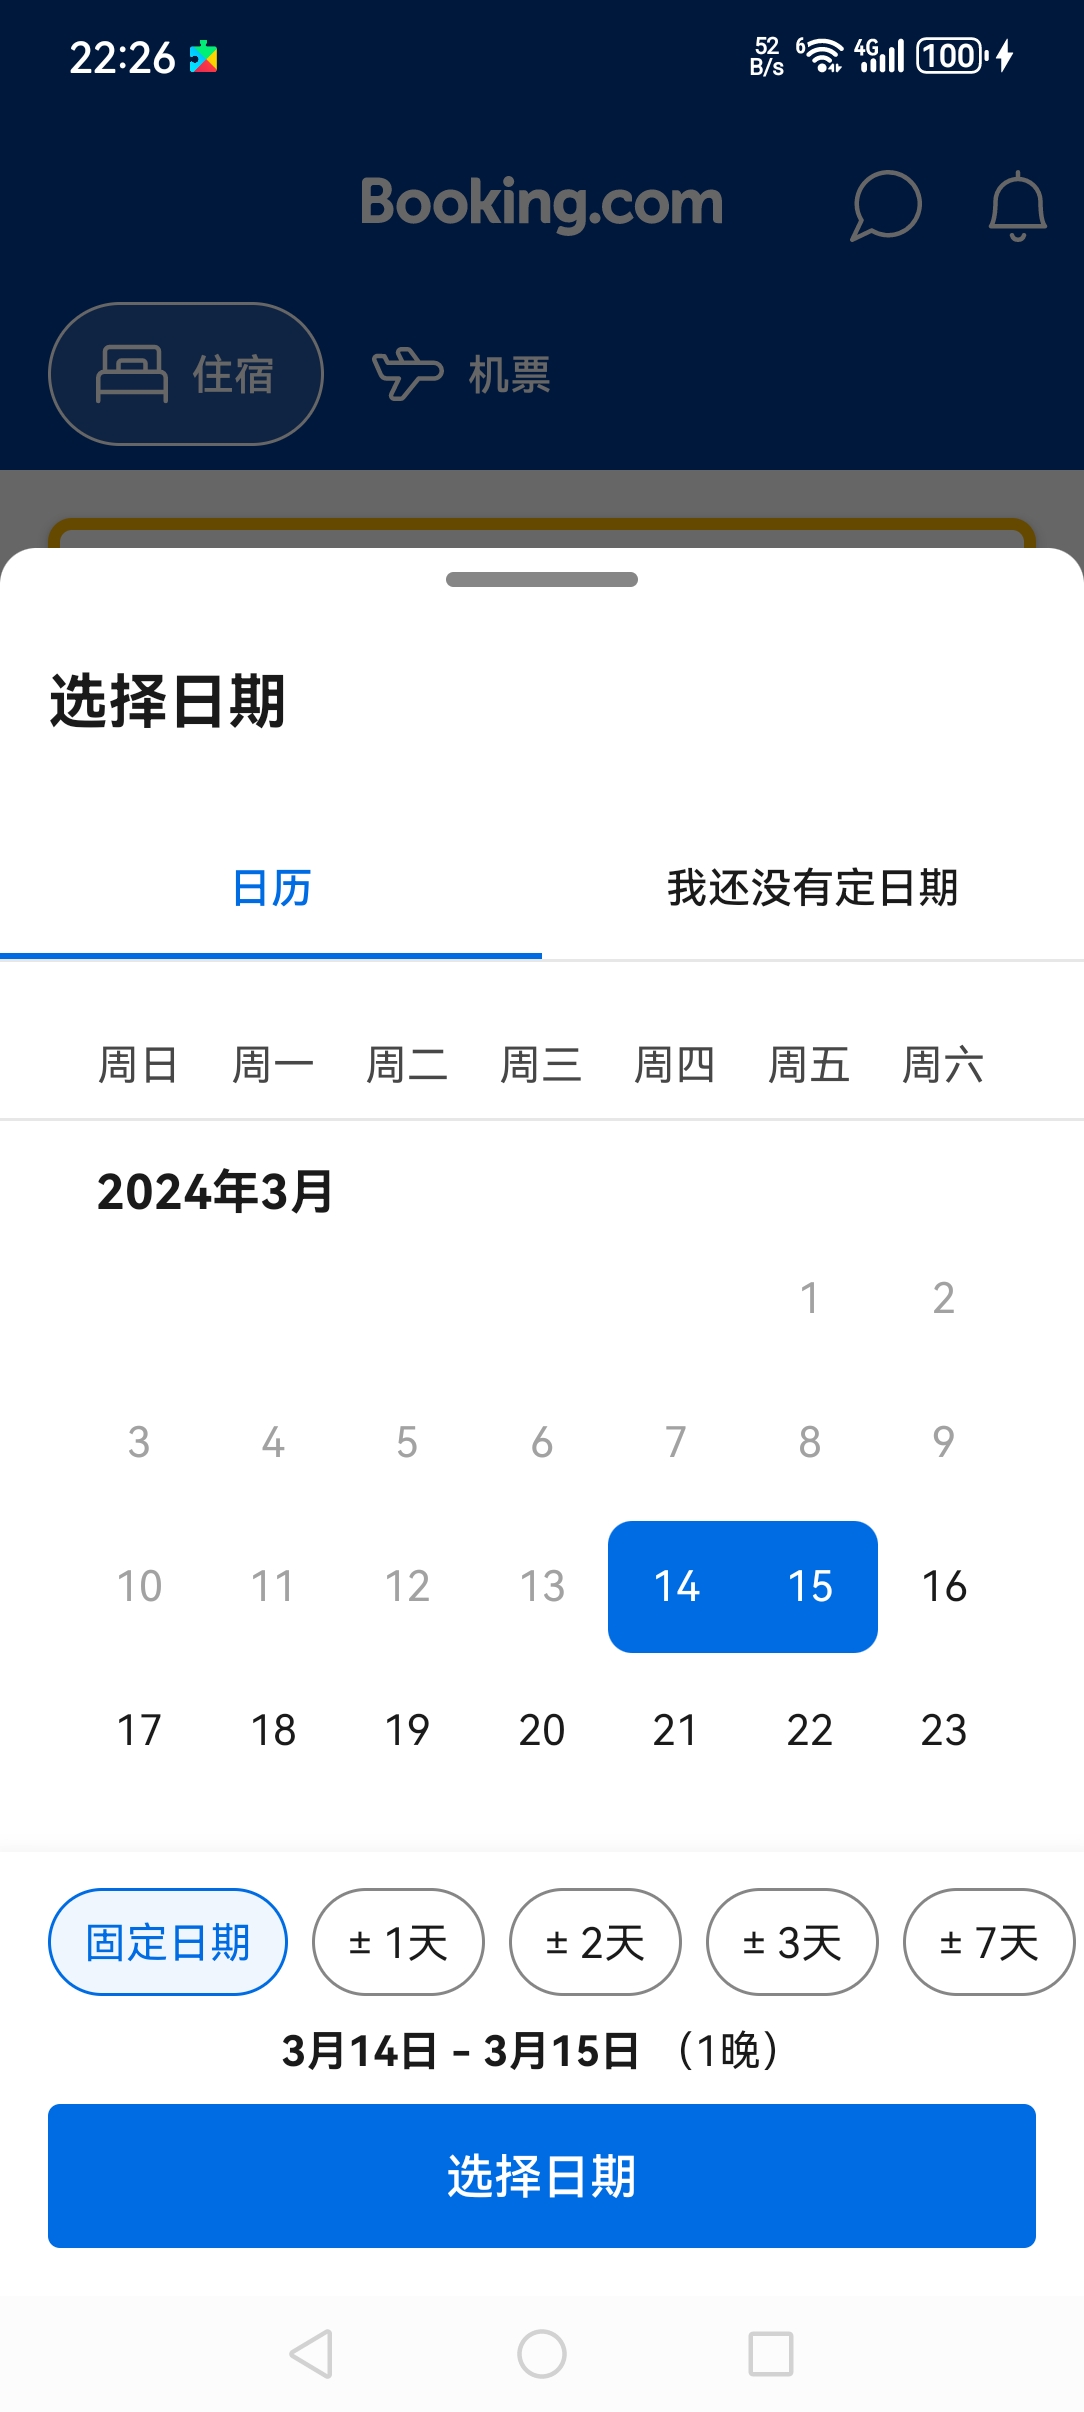 22:26 52 B/s 6 4G 100
Booking.com
住宿 机票
选择日期
日历 我还没有定日期
周日 周一 周二 周三 周四 周五 周六
2024年3月
1 2
3 4 5 6 7 8 9
10 11 12 13 14 15 16
17 18 19 20 21 22 23
固定日期 ± 1天 ± 2天 ± 3天 ± 7天
3月14日 - 3月15日 （1晚）
选择日期